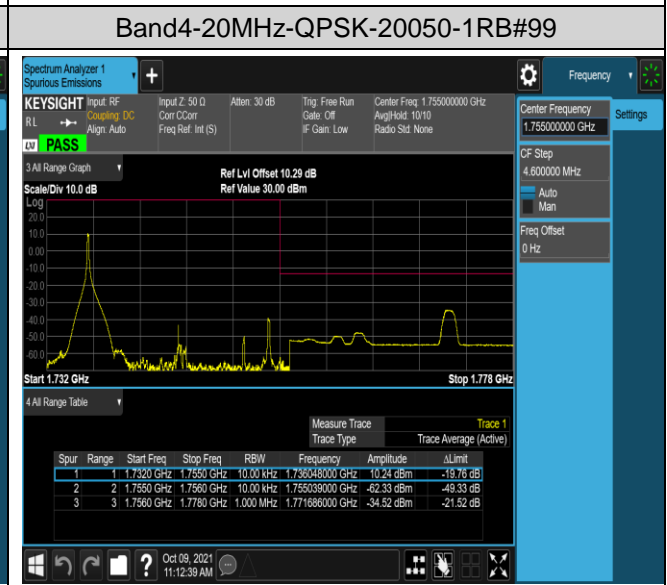 Band4-20MHz-QPSK-20050-1RB#99
Spectrum Analyzer 1
Spurious Emissions
Frequency
KEYSIGHT
RL
LXI
PASS
Input: RF
Coupling: DC
Align: Auto
Input Z: 50 Ω
Corr CCorr
Freq Ref: Int (S)
Atten: 30 dB
Trig: Free Run
Gate: Off
IF Gain: Low
Center Freq: 1.755000000 GHz
Avg|Hold: 10/10
Radio Std: None
Center Frequency
1.755000000 GHz
Settings
CF Step
4.600000 MHz
Auto
Man
Freq Offset
0 Hz
3 All Range Graph
Scale/Div 10.0 dB
Ref Lvl Offset 10.29 dB
Ref Value 30.00 dBm
Log
20.0
10.0
0.00
-10.0
-20.0
-30.0
-40.0
-50.0
-60.0
Start 1.732 GHz
Stop 1.778 GHz
4 All Range Table
Measure Trace Trace 1
Trace Type Trace Average (Active)
Spur Range Start Freq Stop Freq RBW Frequency Amplitude ΔLimit
1 1 1.7320 GHz 1.7550 GHz 10.00 kHz 1.736048000 GHz 10.24 dBm -19.76 dB
2 2 1.7550 GHz 1.7560 GHz 10.00 kHz 1.755039000 GHz -62.33 dBm -49.33 dB
3 3 1.7560 GHz 1.7780 GHz 1.000 MHz 1.771686000 GHz -34.52 dBm -21.52 dB
Oct 09, 2021
11:12:39 AM